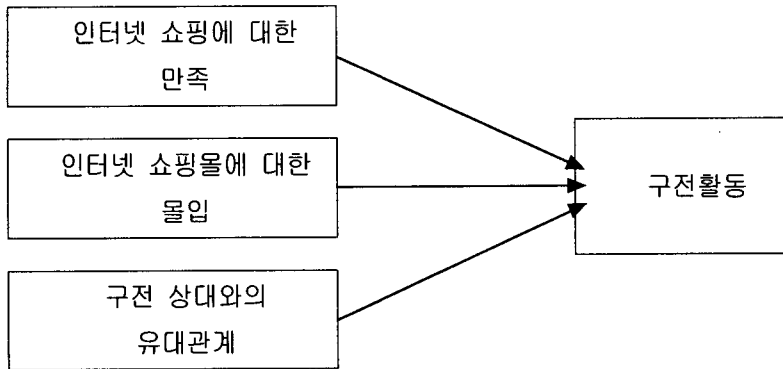 인터넷 쇼핑에 대한
만족
인터넷 쇼핑몰에 대한
몰입
구전 상대와의
유대관계
구전활동